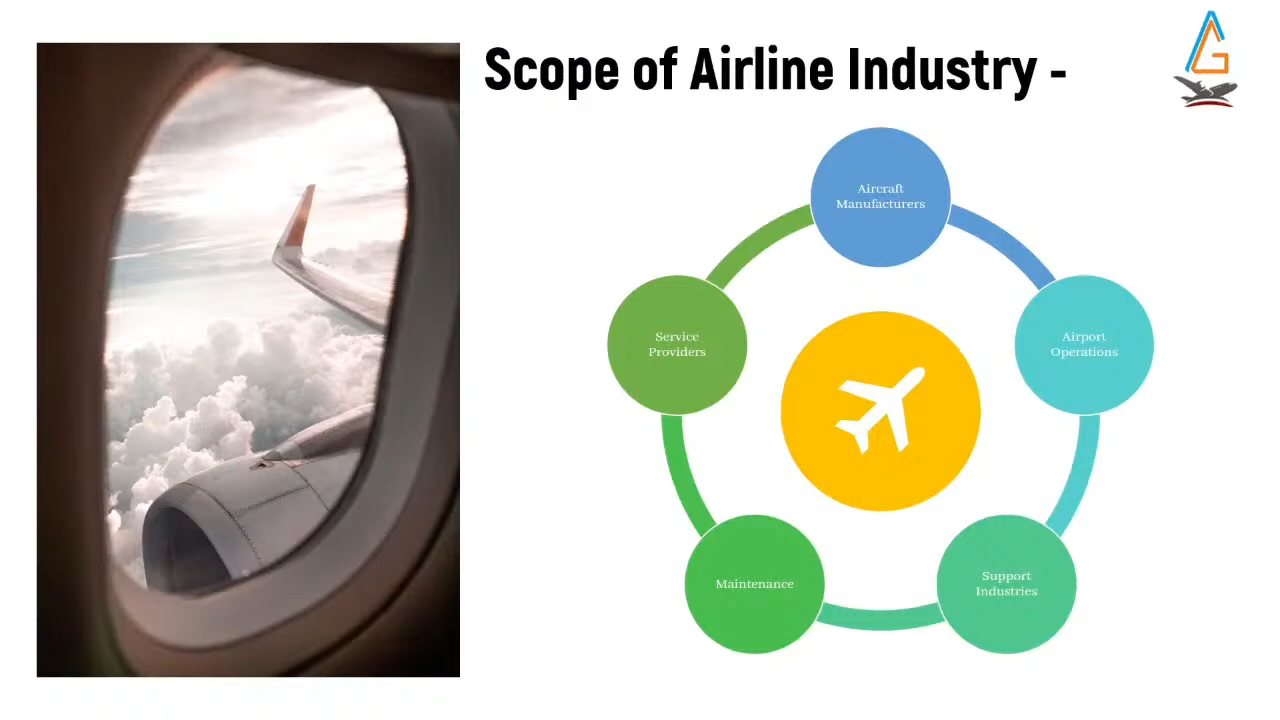 Scope of Airline Industry -
Aircraft
Manufacturers
Airport
Operations
Support
Industries
Maintenance
Service
Providers